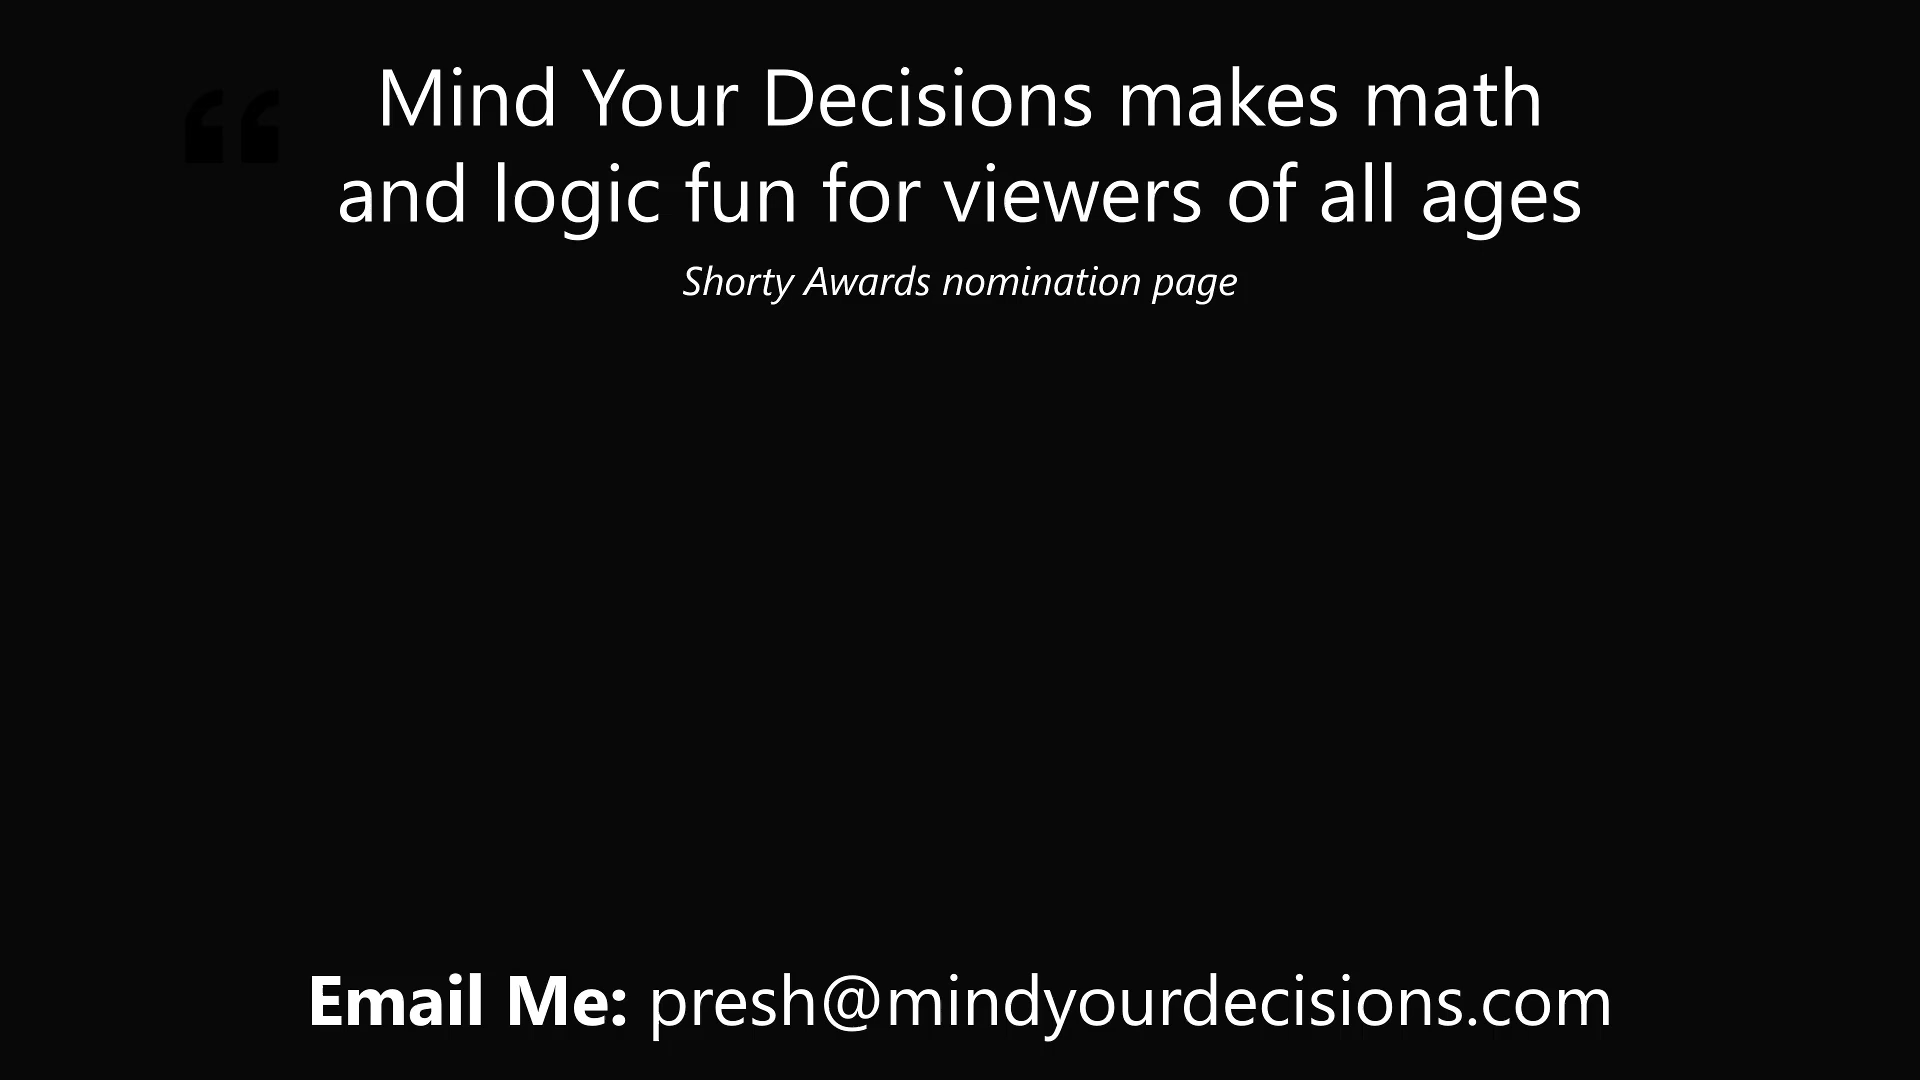 “ Mind Your Decisions makes math
and logic fun for viewers of all ages
Shorty Awards nomination page
Email Me: presh@mindyourdecisions.com